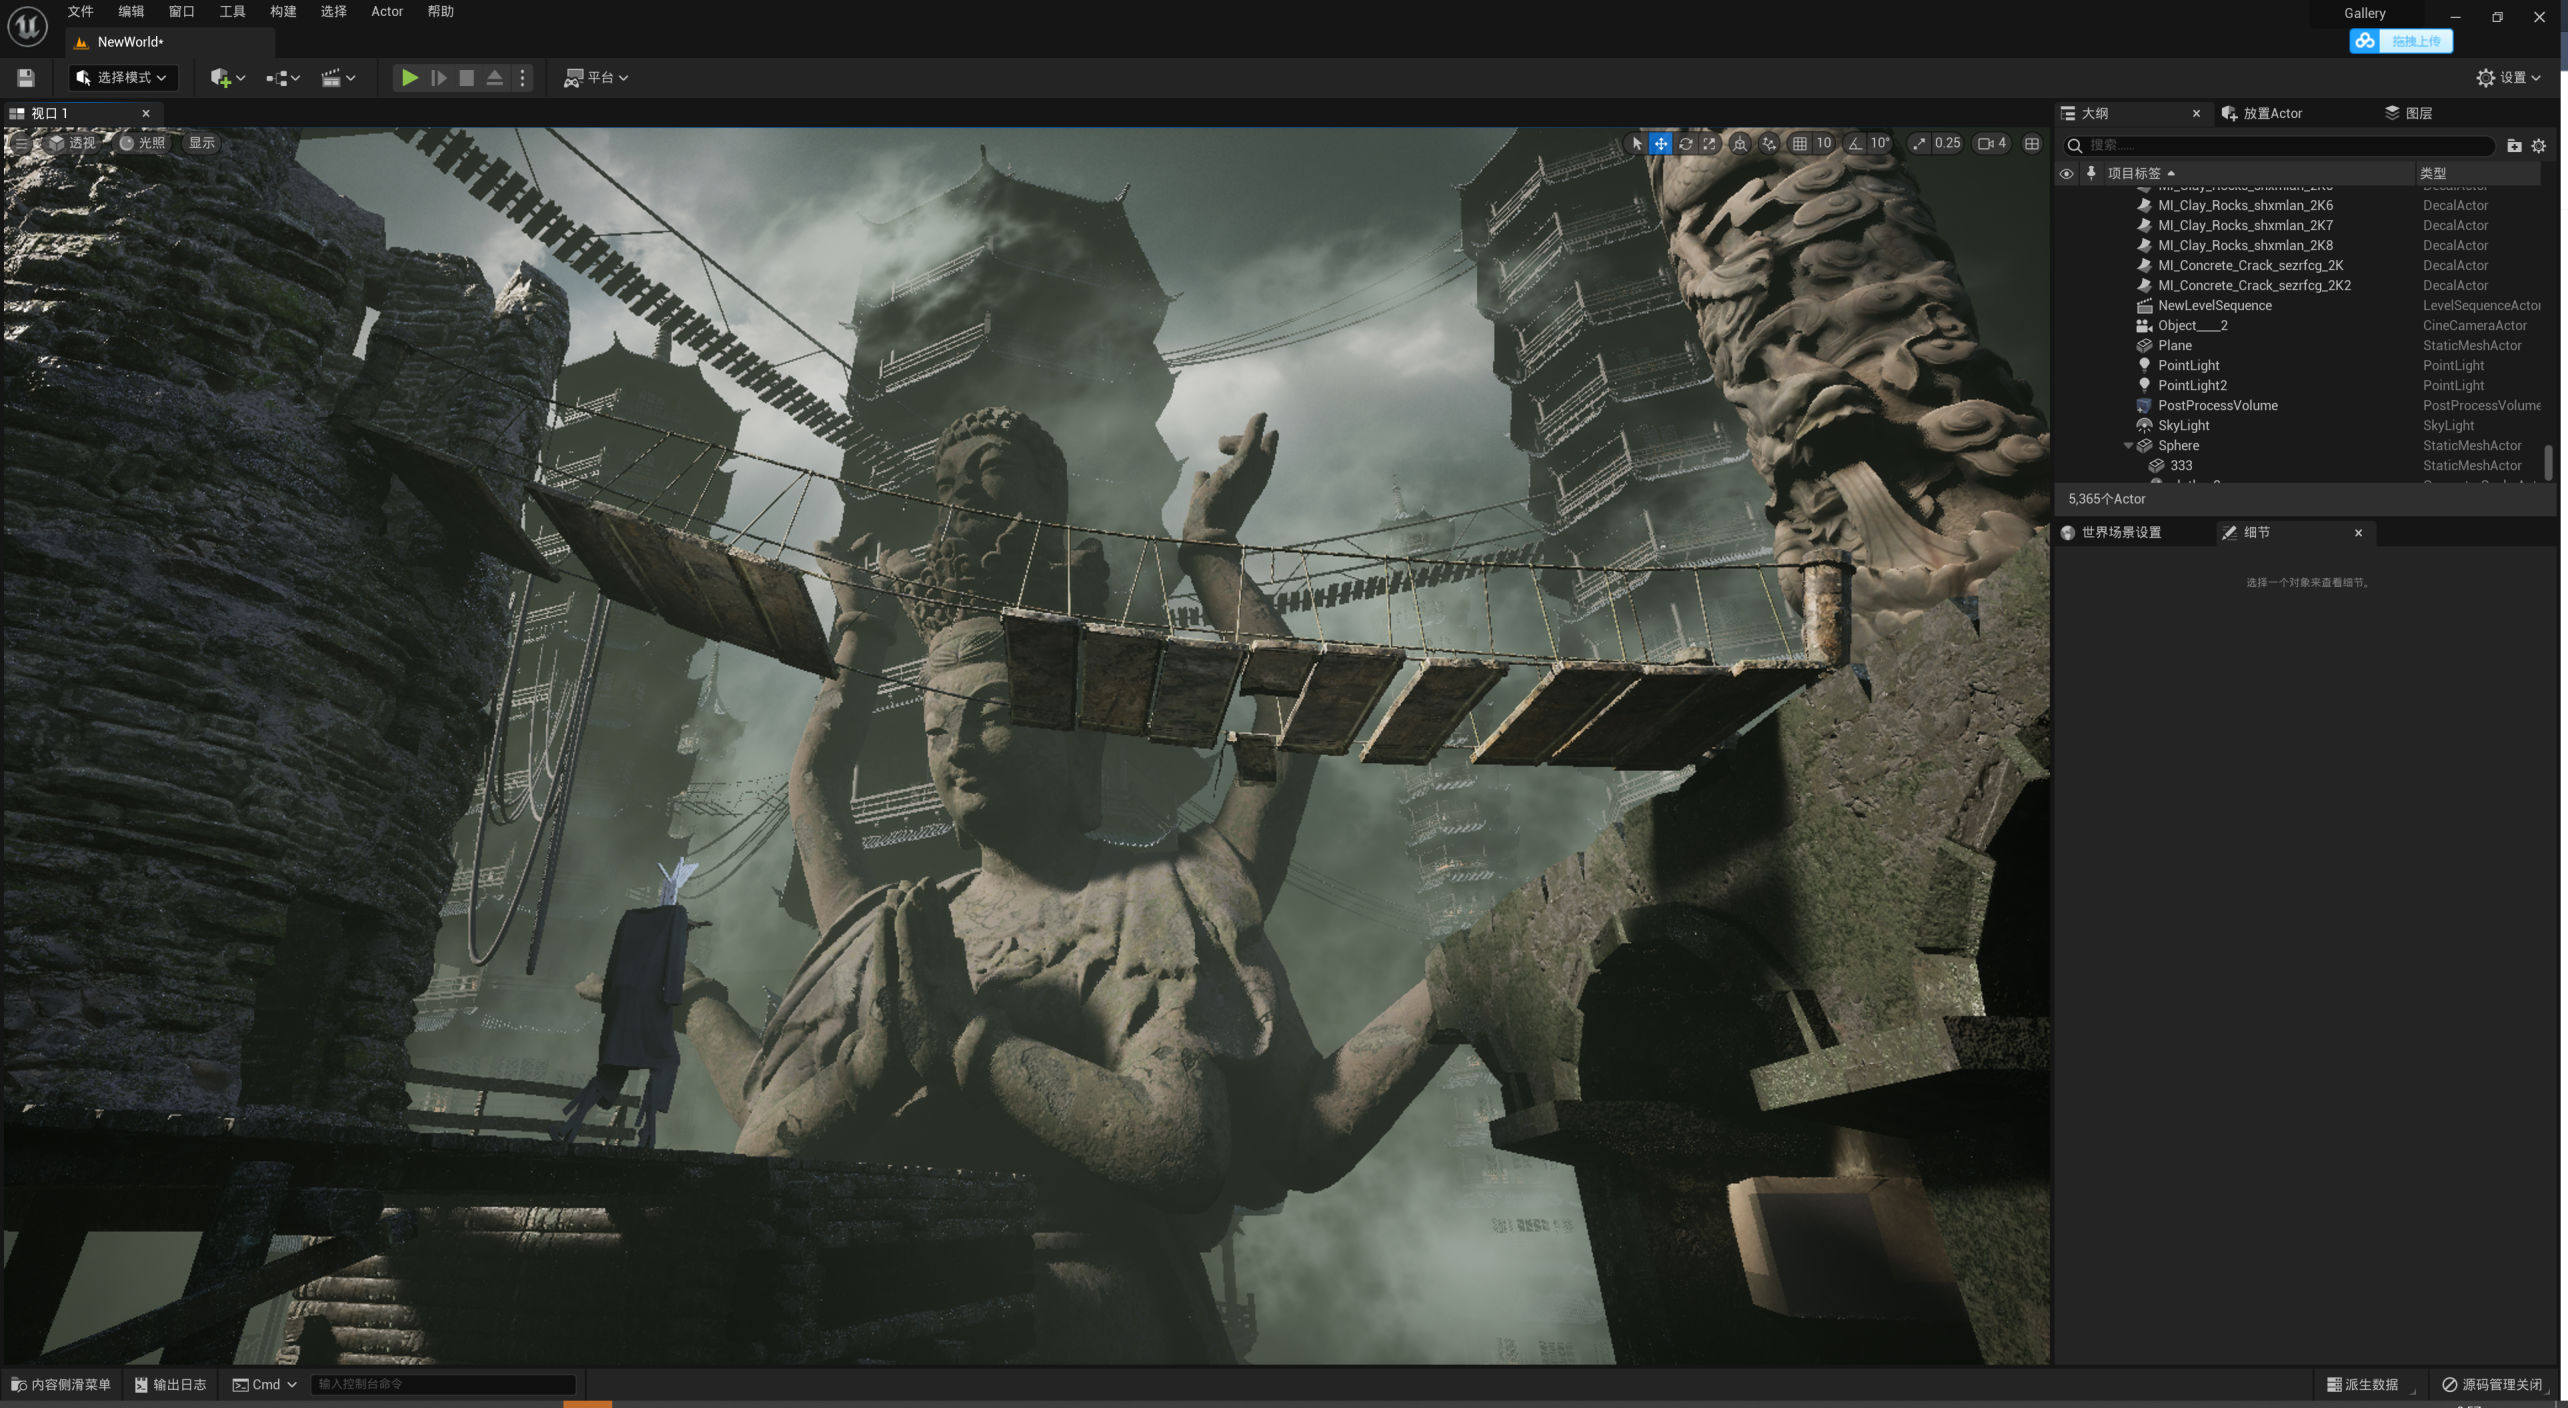 文件 编辑 窗口 工具 构建 选择 Actor 帮助
Gallery
NewWorld*
拖拽上传
选择模式
平台
设置
视口 1
大纲
放置Actor
图层
透视 光照 显示
10 10° 0.25 4
搜索......
项目标签 类型
MI_Clay_Rocks_shxmlan_2K6 DecalActor
MI_Clay_Rocks_shxmlan_2K7 DecalActor
MI_Clay_Rocks_shxmlan_2K8 DecalActor
MI_Concrete_Crack_sezrfcg_2K DecalActor
MI_Concrete_Crack_sezrfcg_2K2 DecalActor
NewLevelSequence LevelSequenceActor
Object____2 CineCameraActor
Plane StaticMeshActor
PointLight PointLight
PointLight2 PointLight
PostProcessVolume PostProcessVolume
SkyLight SkyLight
Sphere StaticMeshActor
333 StaticMeshActor
5,365个Actor
世界场景设置
细节
选择一个对象来查看细节。
内容侧滑菜单
输出日志
Cmd
输入控制台命令
派生数据
源码管理关闭